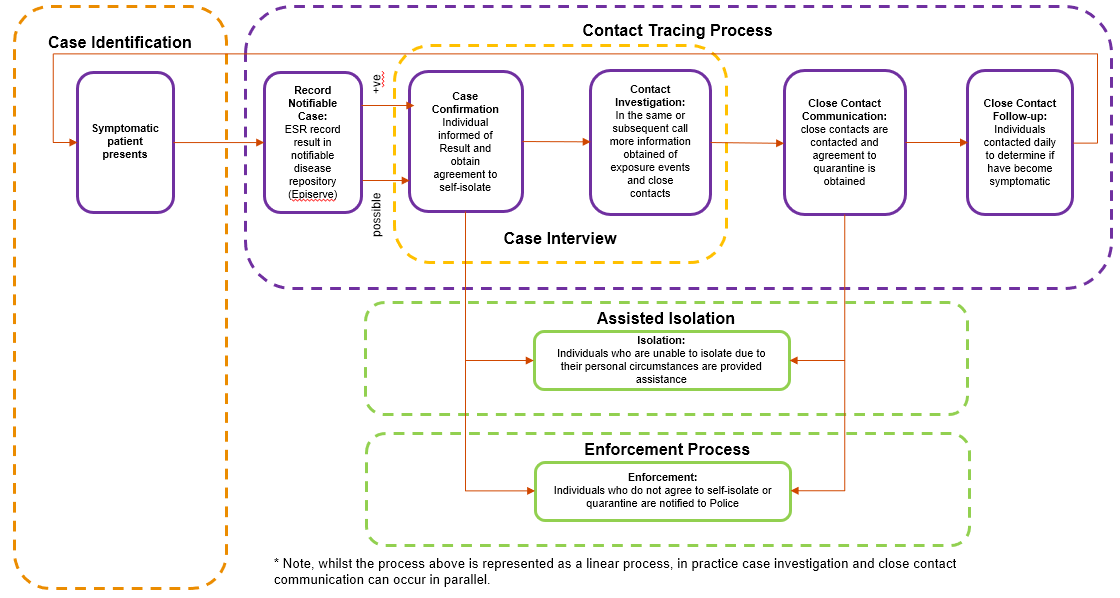 Case Identification
Contact Tracing Process
Symptomatic
patient
presents
Record
Notifiable
Case:
ESR record
result in
notifiable
disease
repository
(Episerve)
+ve
possible
Case
Confirmation
Individual
informed of
Result and
obtain
agreement to
self-isolate
Contact
Investigation:
In the same or
subsequent call
more information
obtained of
exposure events
and close
contacts
Case Interview
Close Contact
Communication:
close contacts are
contacted and
agreement to
quarantine is
obtained
Close Contact
Follow-up:
Individuals
contacted daily
to determine if
have become
symptomatic
Assisted Isolation
Isolation:
Individuals who are unable to isolate due to
their personal circumstances are provided
assistance
Enforcement Process
Enforcement:
Individuals who do not agree to self-isolate or
quarantine are notified to Police
* Note, whilst the process above is represented as a linear process, in practice case investigation and close contact
communication can occur in parallel.